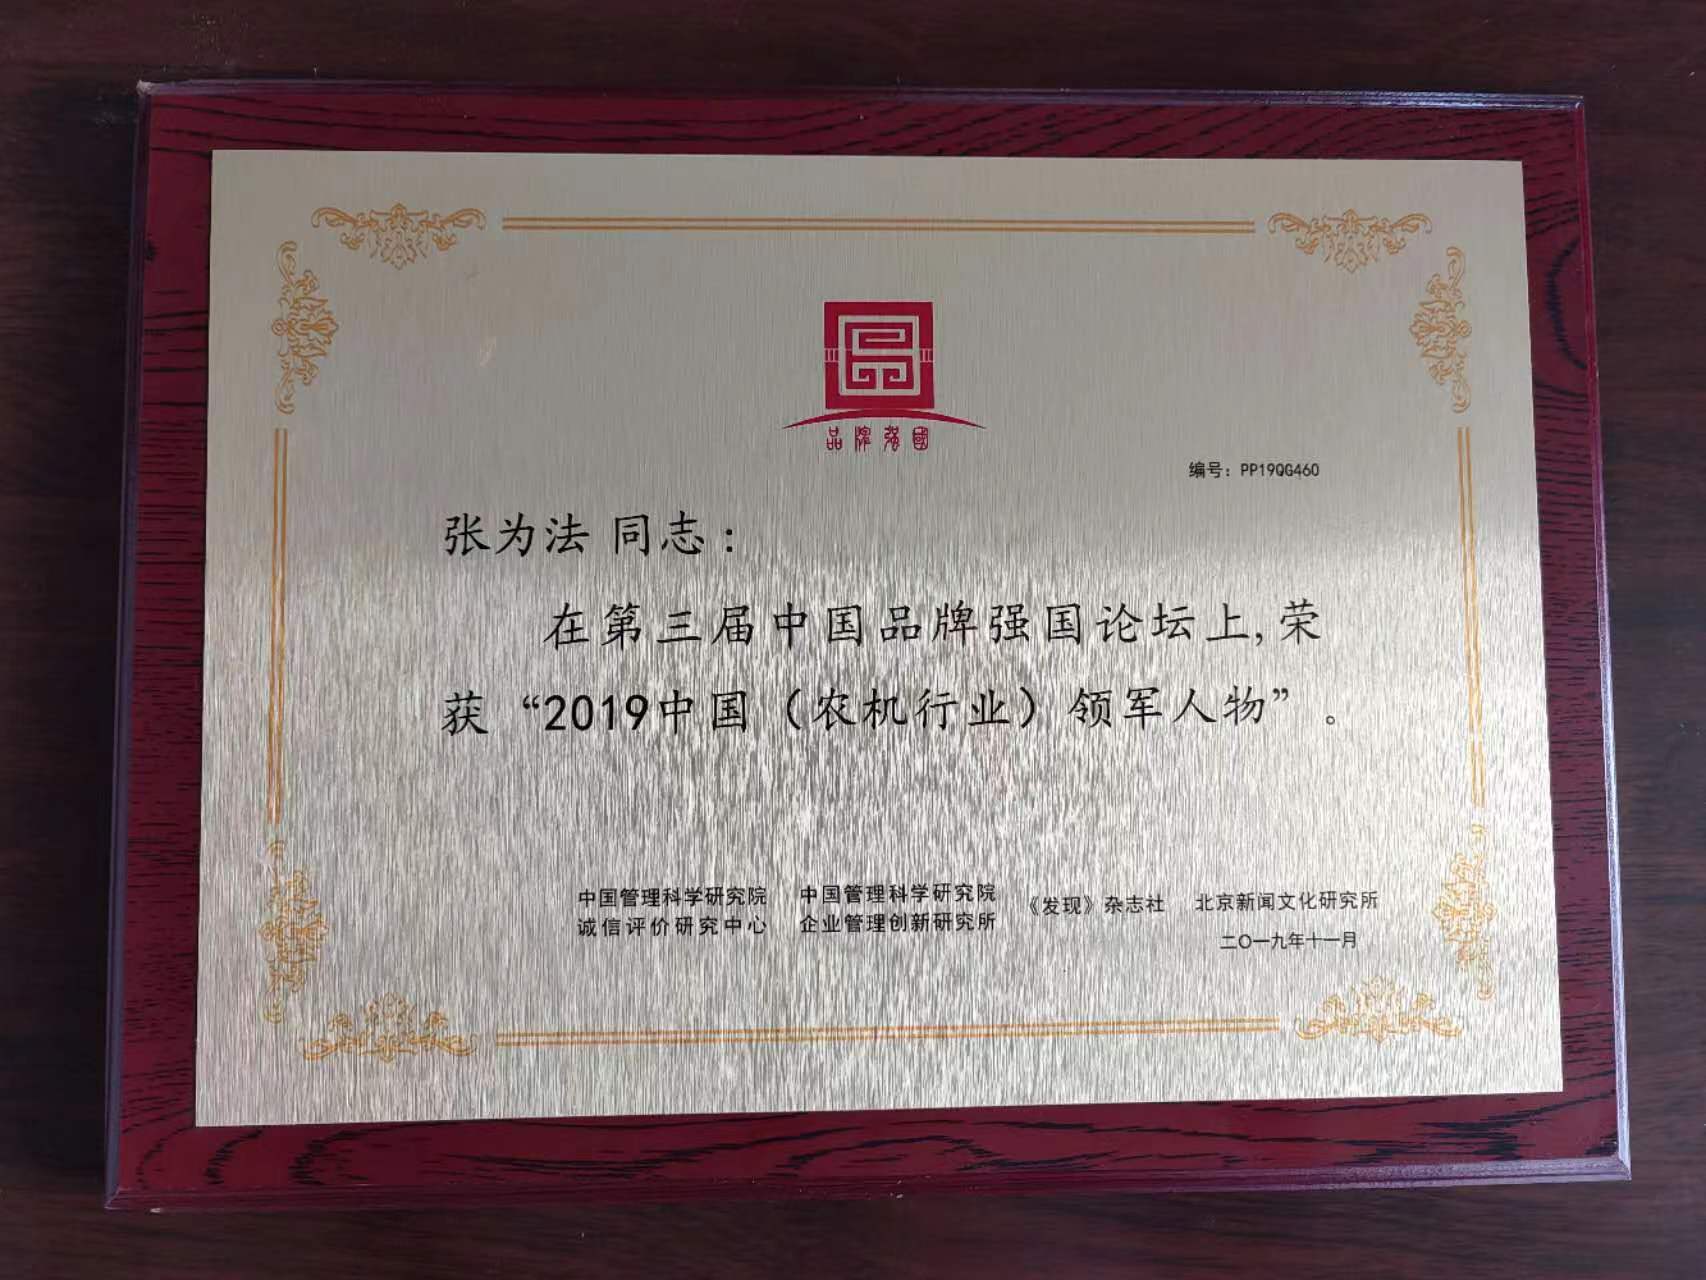 品牌强國
编号：PP19QG460
张为法 同志：
在第三届中国品牌强国论坛上,荣
获“2019中国（农机行业）领军人物”。
中国管理科学研究院
诚信评价研究中心
中国管理科学研究院
企业管理创新研究所
《发现》杂志社
北京新闻文化研究所
二〇一九年十一月